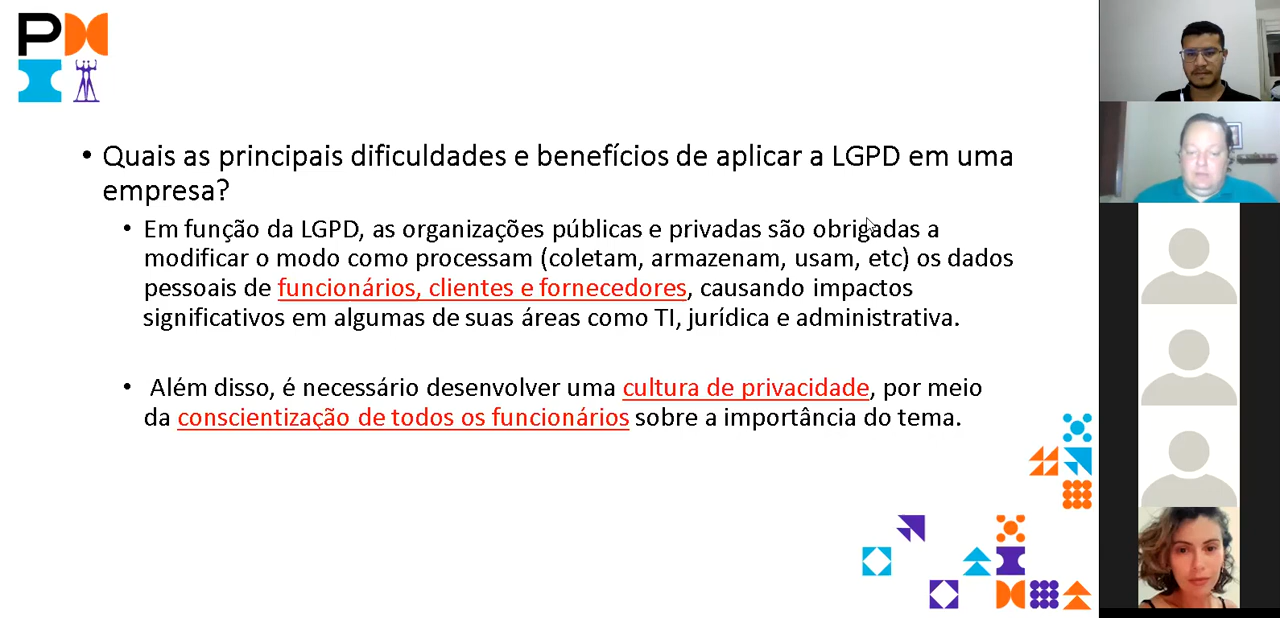 • Quais as principais dificuldades e benefícios de aplicar a LGPD em uma
empresa?
• Em função da LGPD, as organizações públicas e privadas são obrigadas a
modificar o modo como processam (coletam, armazenam, usam, etc) os dados
pessoais de funcionários, clientes e fornecedores, causando impactos
significativos em algumas de suas áreas como TI, jurídica e administrativa.
• Além disso, é necessário desenvolver uma cultura de privacidade, por meio
da conscientização de todos os funcionários sobre a importância do tema.